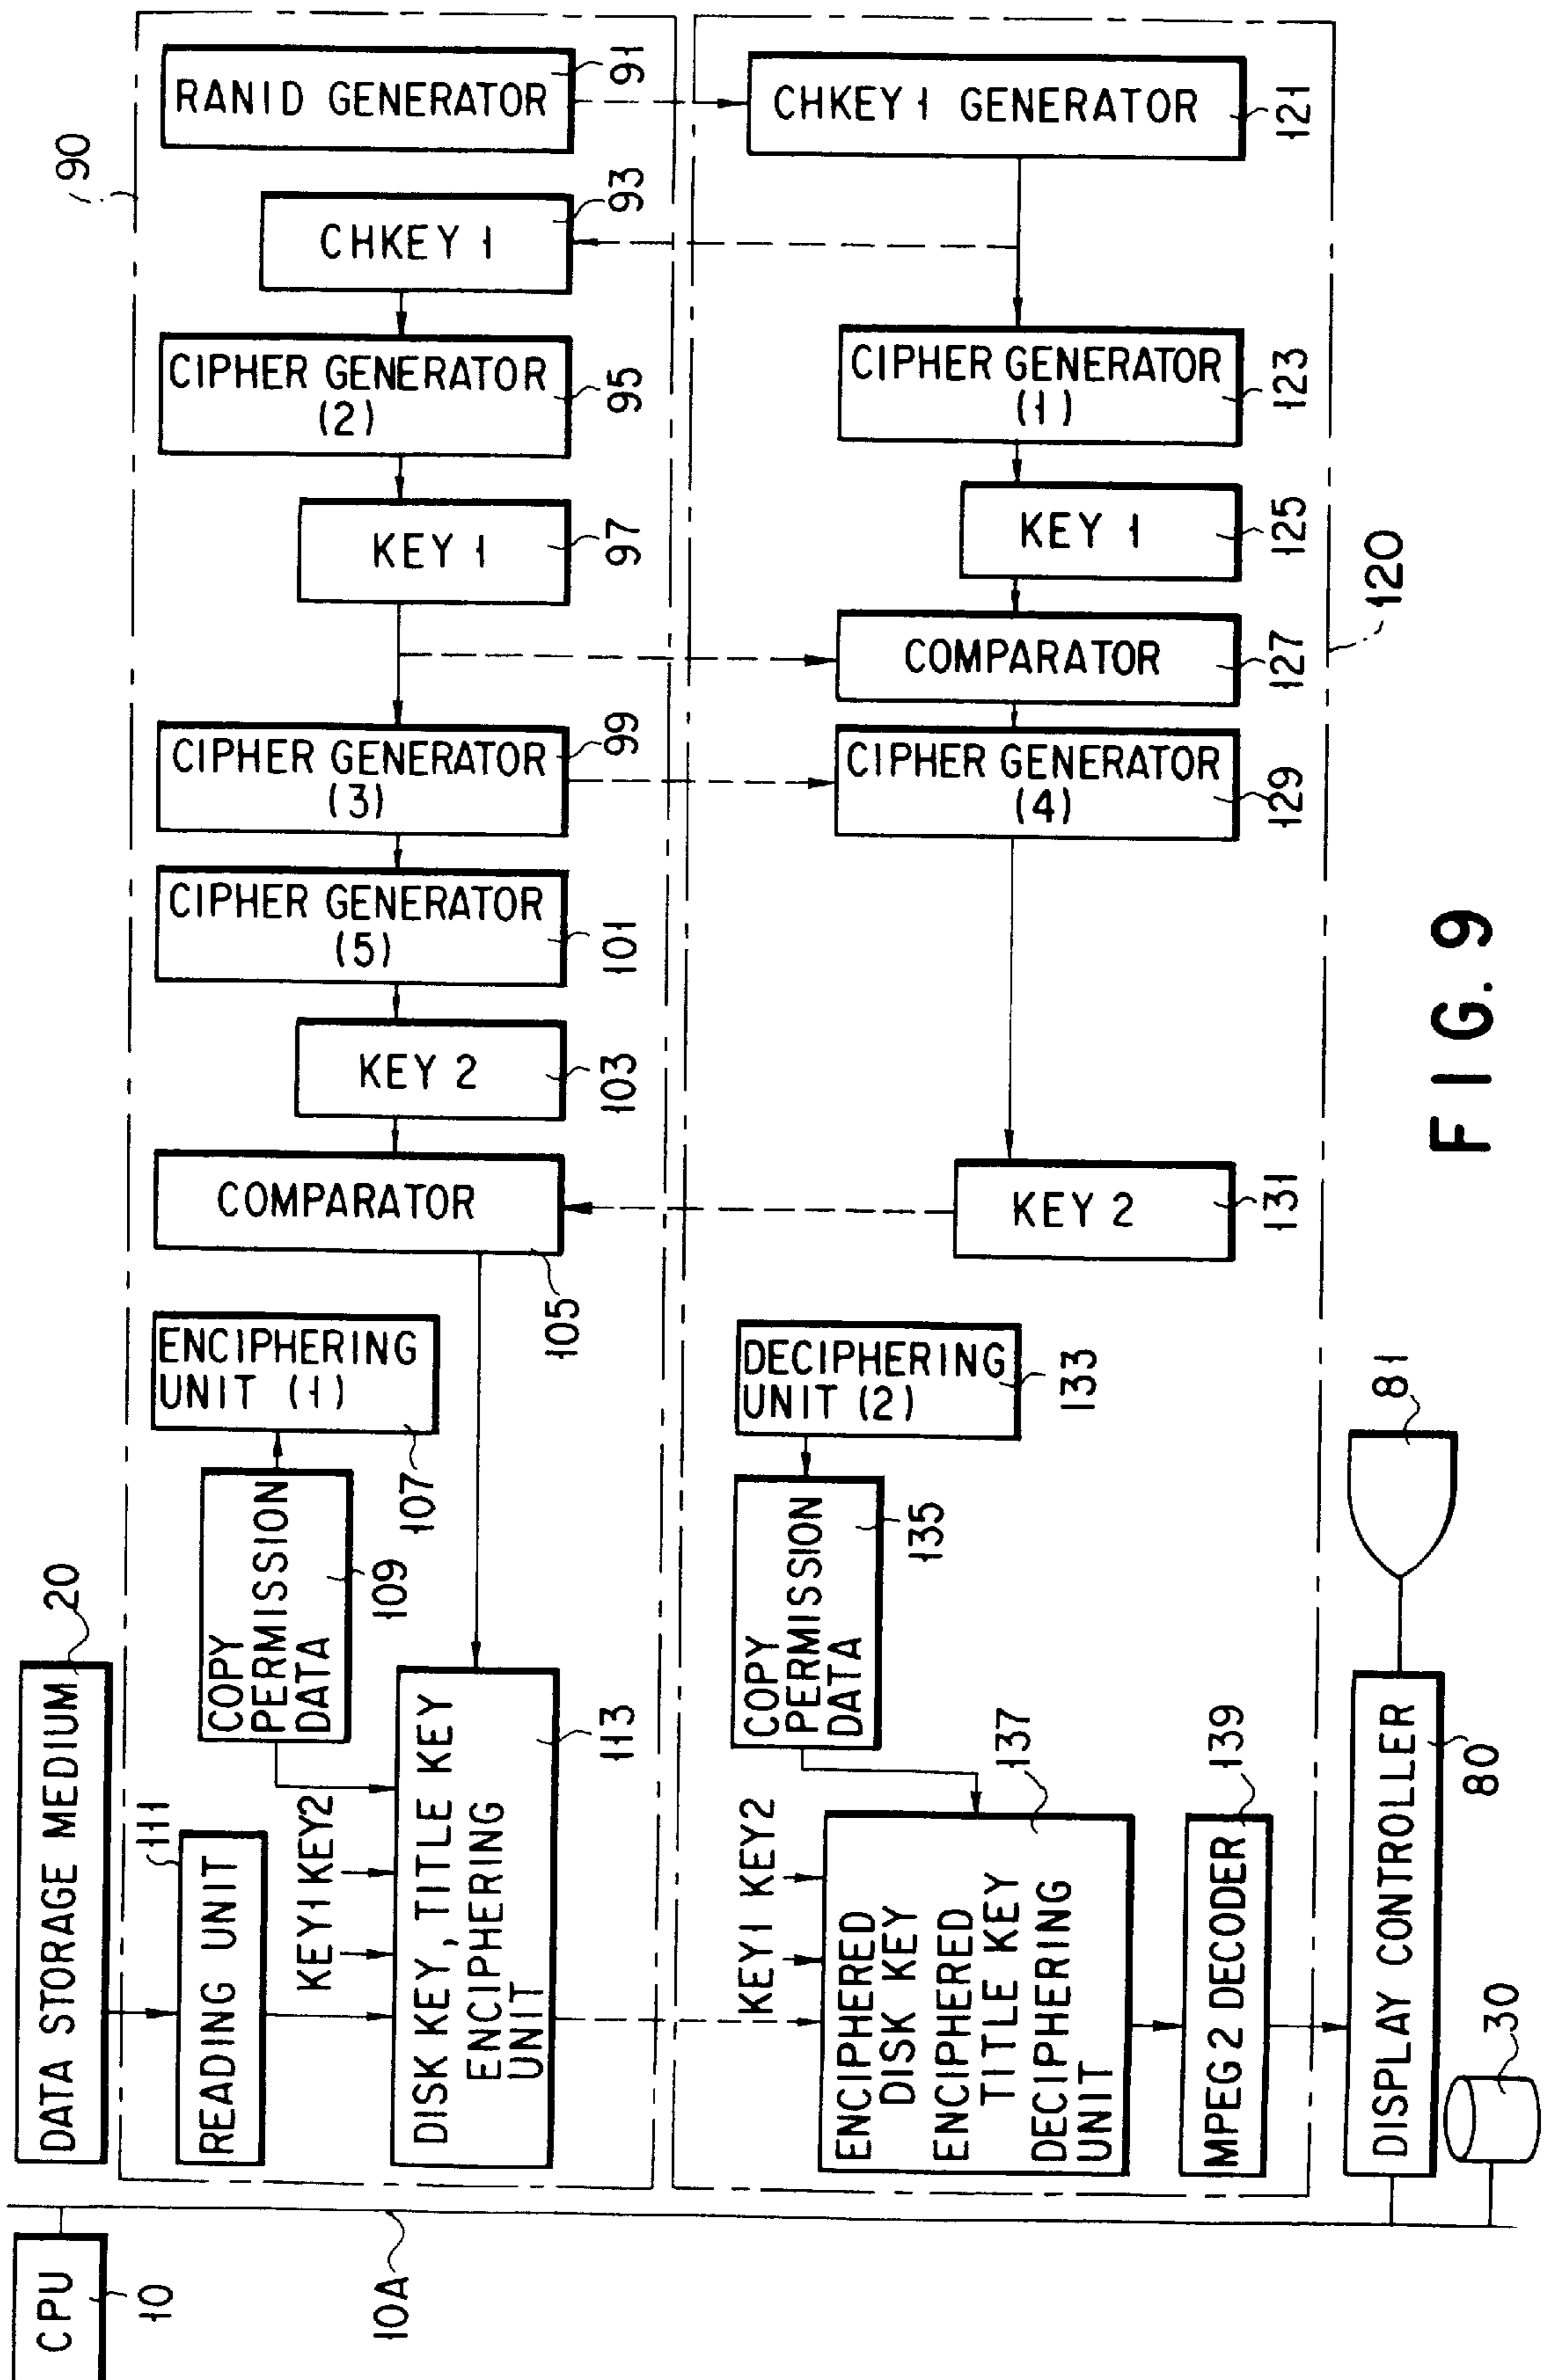 CPU
10
10A
DATA STORAGE MEDIUM
20
90
111
READING UNIT
COPY
PERMISSION
DATA
109
ENCIPHERING
UNIT (1)
107
KEY1 KEY2
DISK KEY, TITLE KEY
ENCIPHERING
UNIT
113
COMPARATOR
105
KEY 2
103
CIPHER GENERATOR
(5)
101
CIPHER GENERATOR
(3)
99
KEY 1
97
CIPHER GENERATOR
(2)
95
CHKEY 1
93
RANID GENERATOR
91
KEY1 KEY2
ENCIPHERED
DISK KEY
ENCIPHERED
TITLE KEY
DECIPHERING
UNIT
137
COPY
PERMISSION
DATA
135
DECIPHERING
UNIT (2)
133
KEY 2
131
CIPHER GENERATOR
(4)
129
COMPARATOR
127
KEY 1
125
CIPHER GENERATOR
(1)
123
CHKEY 1 GENERATOR
121
120
MPEG 2 DECODER
139
DISPLAY CONTROLLER
80
81
30
FIG. 9